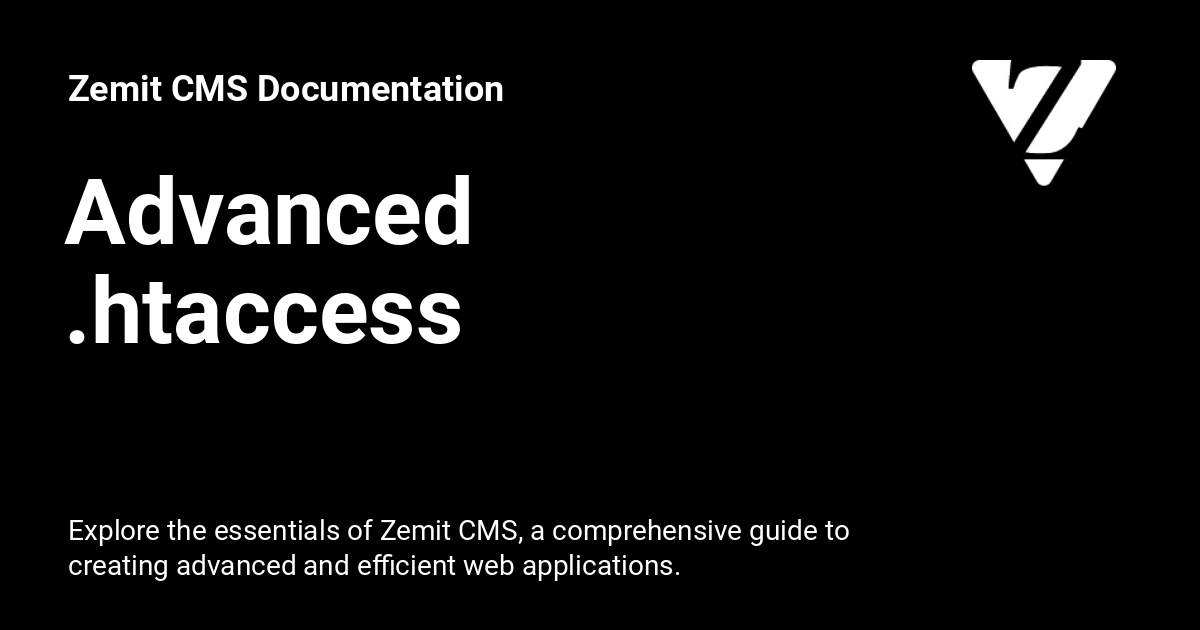 Zemit CMS Documentation
Advanced
.htaccess
Explore the essentials of Zemit CMS, a comprehensive guide to
creating advanced and efficient web applications.